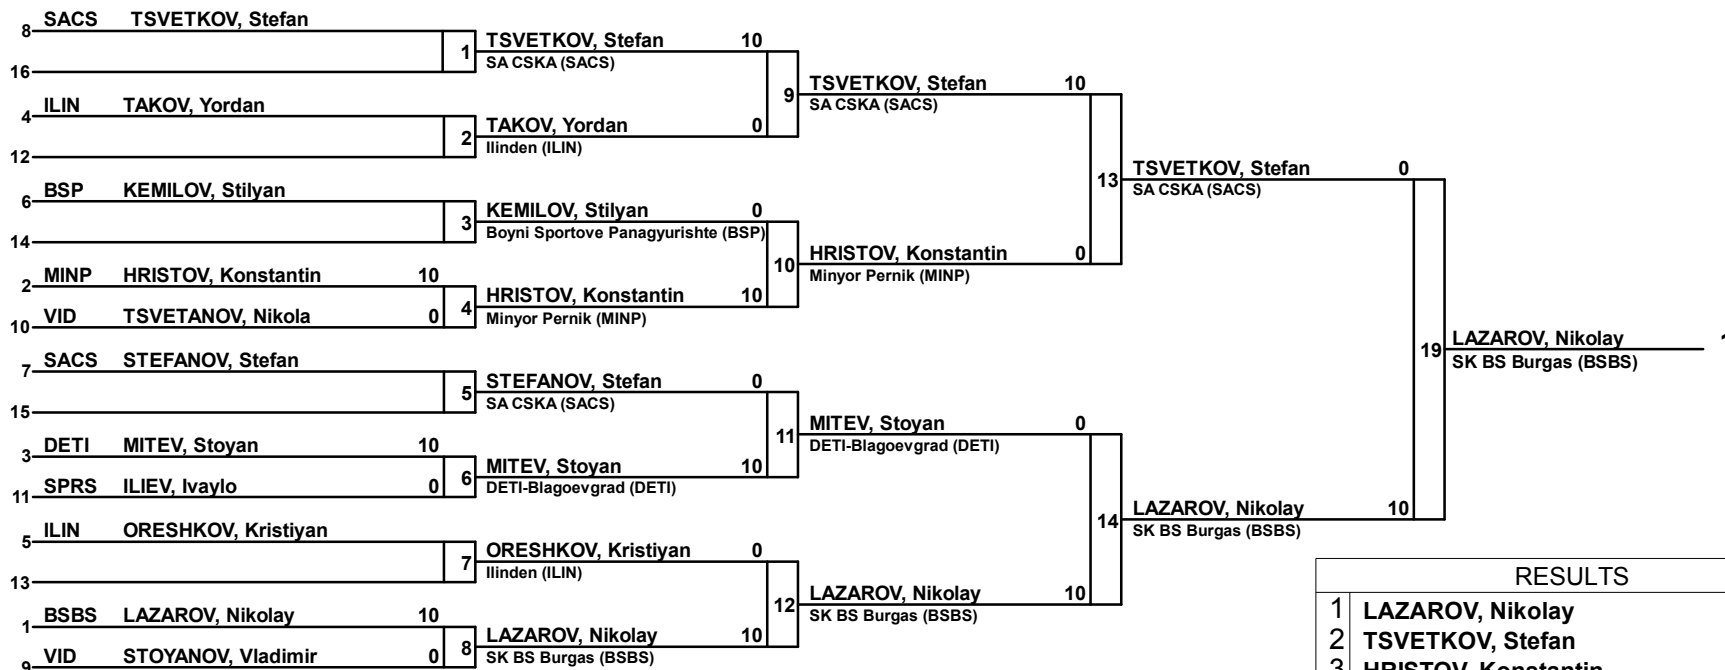 8 SACS TSVETKOV, Stefan
16
1
4 ILIN TAKOV, Yordan
12
2
6 BSP KEMILOV, Stilyan
14
3
2 MINP HRISTOV, Konstantin 10
10 VID TSVETANOV, Nikola 0
4
7 SACS STEFANOV, Stefan
15
5
3 DETI MITEV, Stoyan 10
11 SPRS ILIEV, Ivaylo 0
6
5 ILIN ORESHKOV, Kristiyan
13
7
1 BSBS LAZAROV, Nikolay 10
9 VID STOYANOV, Vladimir 0
8
TSVETKOV, Stefan 10
SA CSKA (SACS)
9
TAKOV, Yordan 0
Ilinden (ILIN)
KEMILOV, Stilyan 0
Boyni Sportove Panagyurishte (BSP)
10
HRISTOV, Konstantin 10
Minyor Pernik (MINP)
STEFANOV, Stefan 0
SA CSKA (SACS)
11
MITEV, Stoyan 10
DETI-Blagoevgrad (DETI)
ORESHKOV, Kristiyan 0
Ilinden (ILIN)
12
LAZAROV, Nikolay 10
SK BS Burgas (BSBS)
TSVETKOV, Stefan 10
SA CSKA (SACS)
13
HRISTOV, Konstantin 0
Minyor Pernik (MINP)
MITEV, Stoyan 0
DETI-Blagoevgrad (DETI)
14
LAZAROV, Nikolay 10
SK BS Burgas (BSBS)
TSVETKOV, Stefan 0
SA CSKA (SACS)
19
LAZAROV, Nikolay 10
SK BS Burgas (BSBS)
LAZAROV, Nikolay
SK BS Burgas (BSBS)
RESULTS
1 LAZAROV, Nikolay
2 TSVETKOV, Stefan
3 HRISTOV, Konstantin